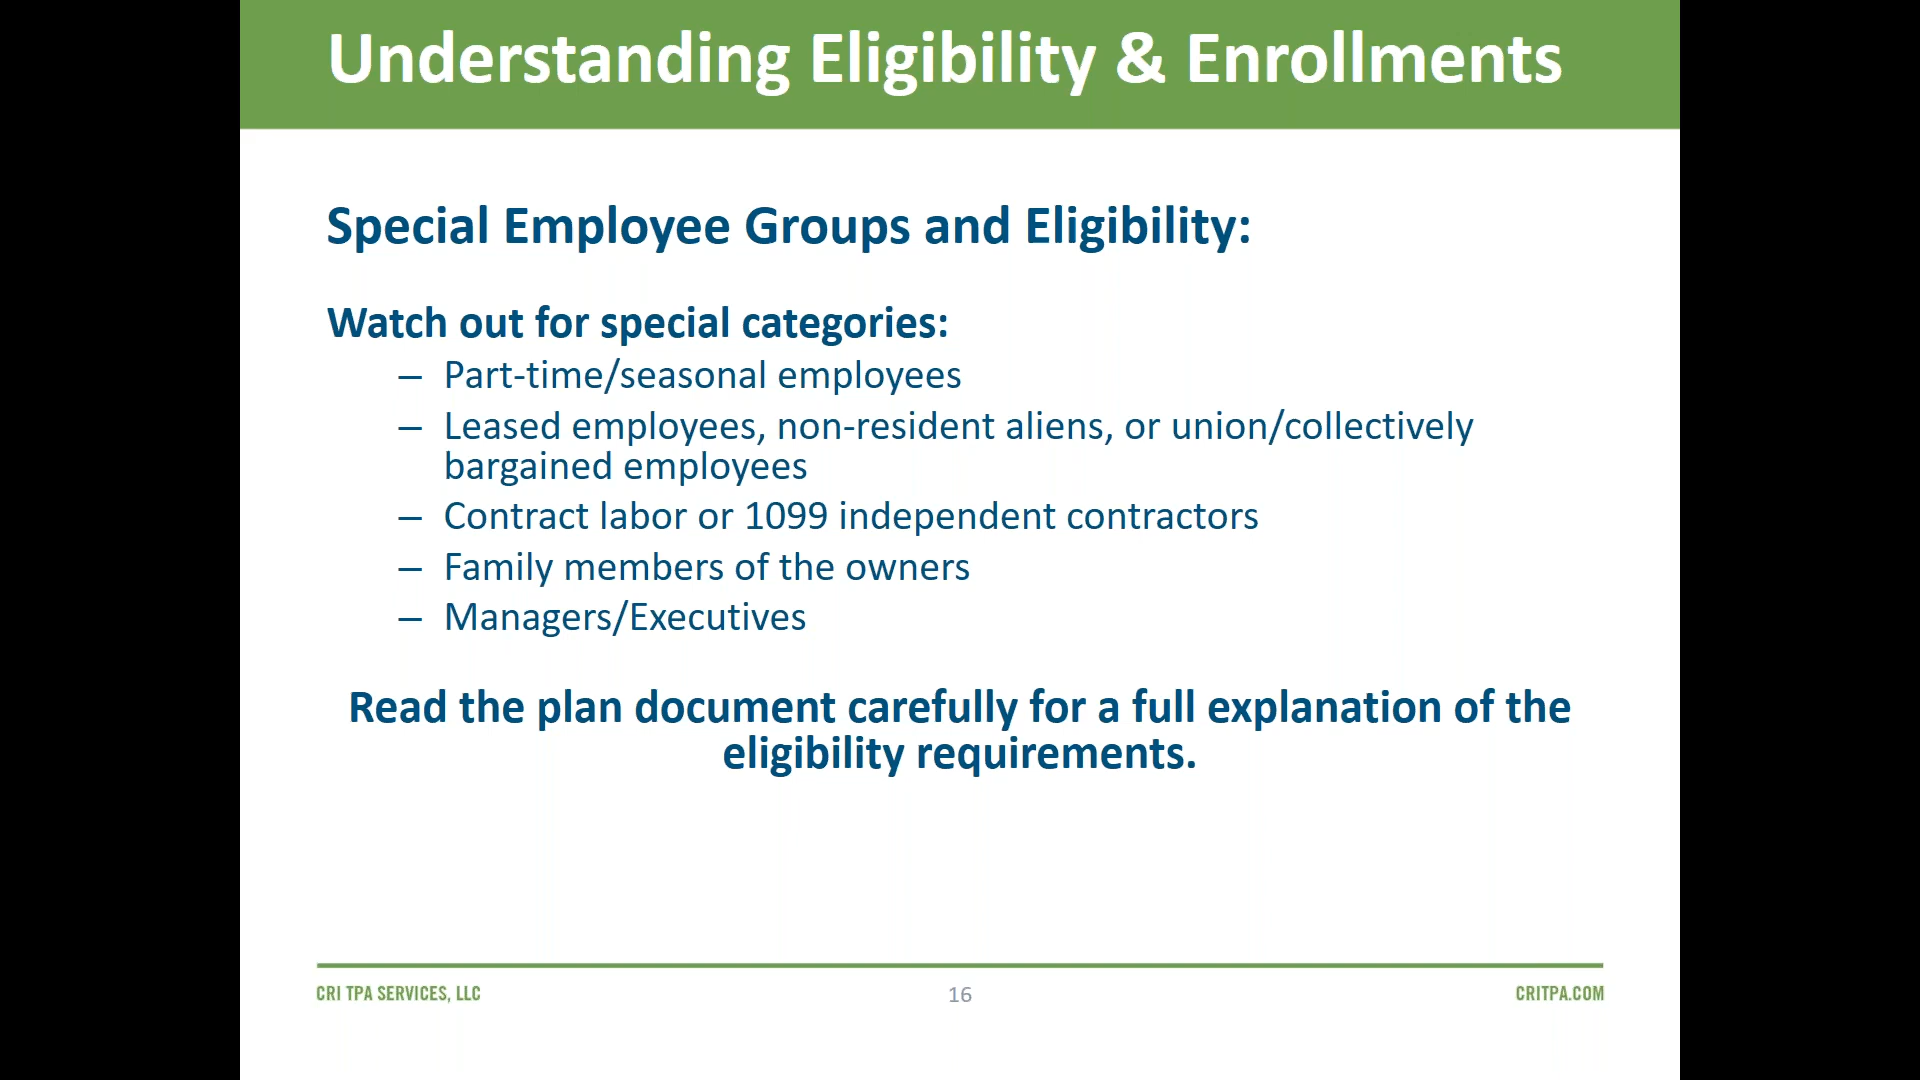 Understanding Eligibility & Enrollments
Special Employee Groups and Eligibility:
Watch out for special categories:
– Part-time/seasonal employees
– Leased employees, non-resident aliens, or union/collectively
bargained employees
– Contract labor or 1099 independent contractors
– Family members of the owners
– Managers/Executives
Read the plan document carefully for a full explanation of the
eligibility requirements.
CRI TPA SERVICES, LLC
16
CRITPA.COM